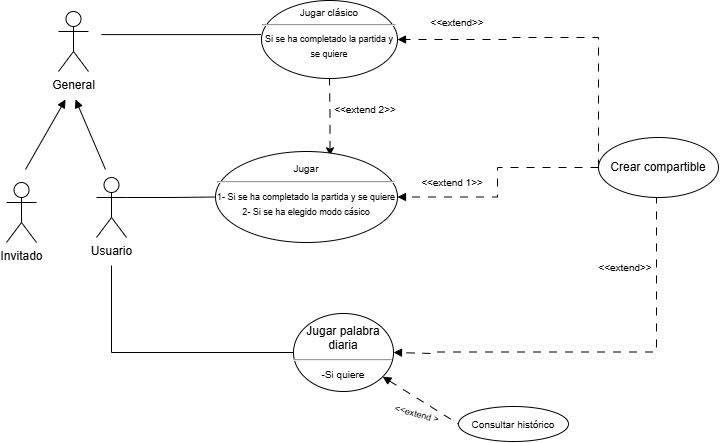 Jugar clásico
Si se ha completado la partida y
se quiere
<<extend>>
General
<<extend 2>>
Jugar
1- Si se ha completado la partida y se quiere
2- Si se ha elegido modo cásico
<<extend 1>>
Crear compartible
Invitado
Usuario
<<extend>>
Jugar palabra
diaria
-Si quiere
<<extend >
Consultar histórico